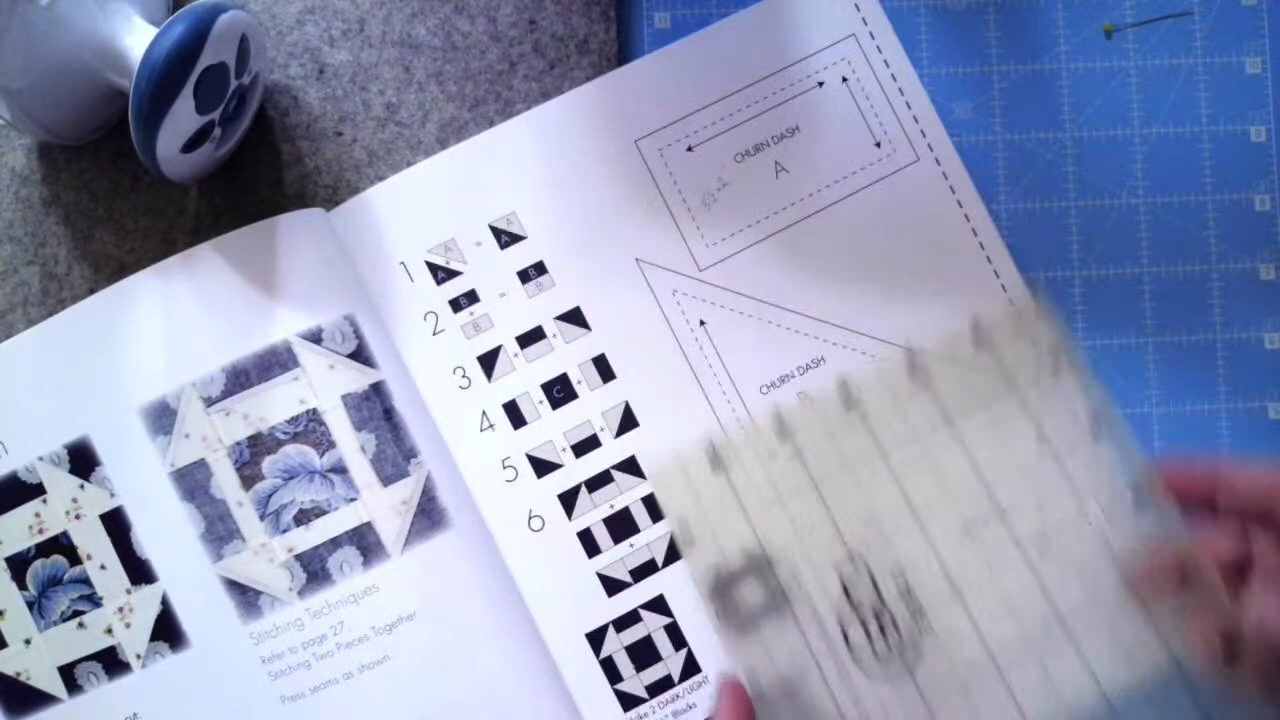 Stitching Techniques
Refer to page 27,
Stitching Two Pieces Together
Press seams as shown
cut:
1
A
+
A
=
A
A
2
B
+
B
=
B
B
3
+
+
4
+
C
+
5
+
+
6
+
+
CHURN DASH
A
CHURN DASH